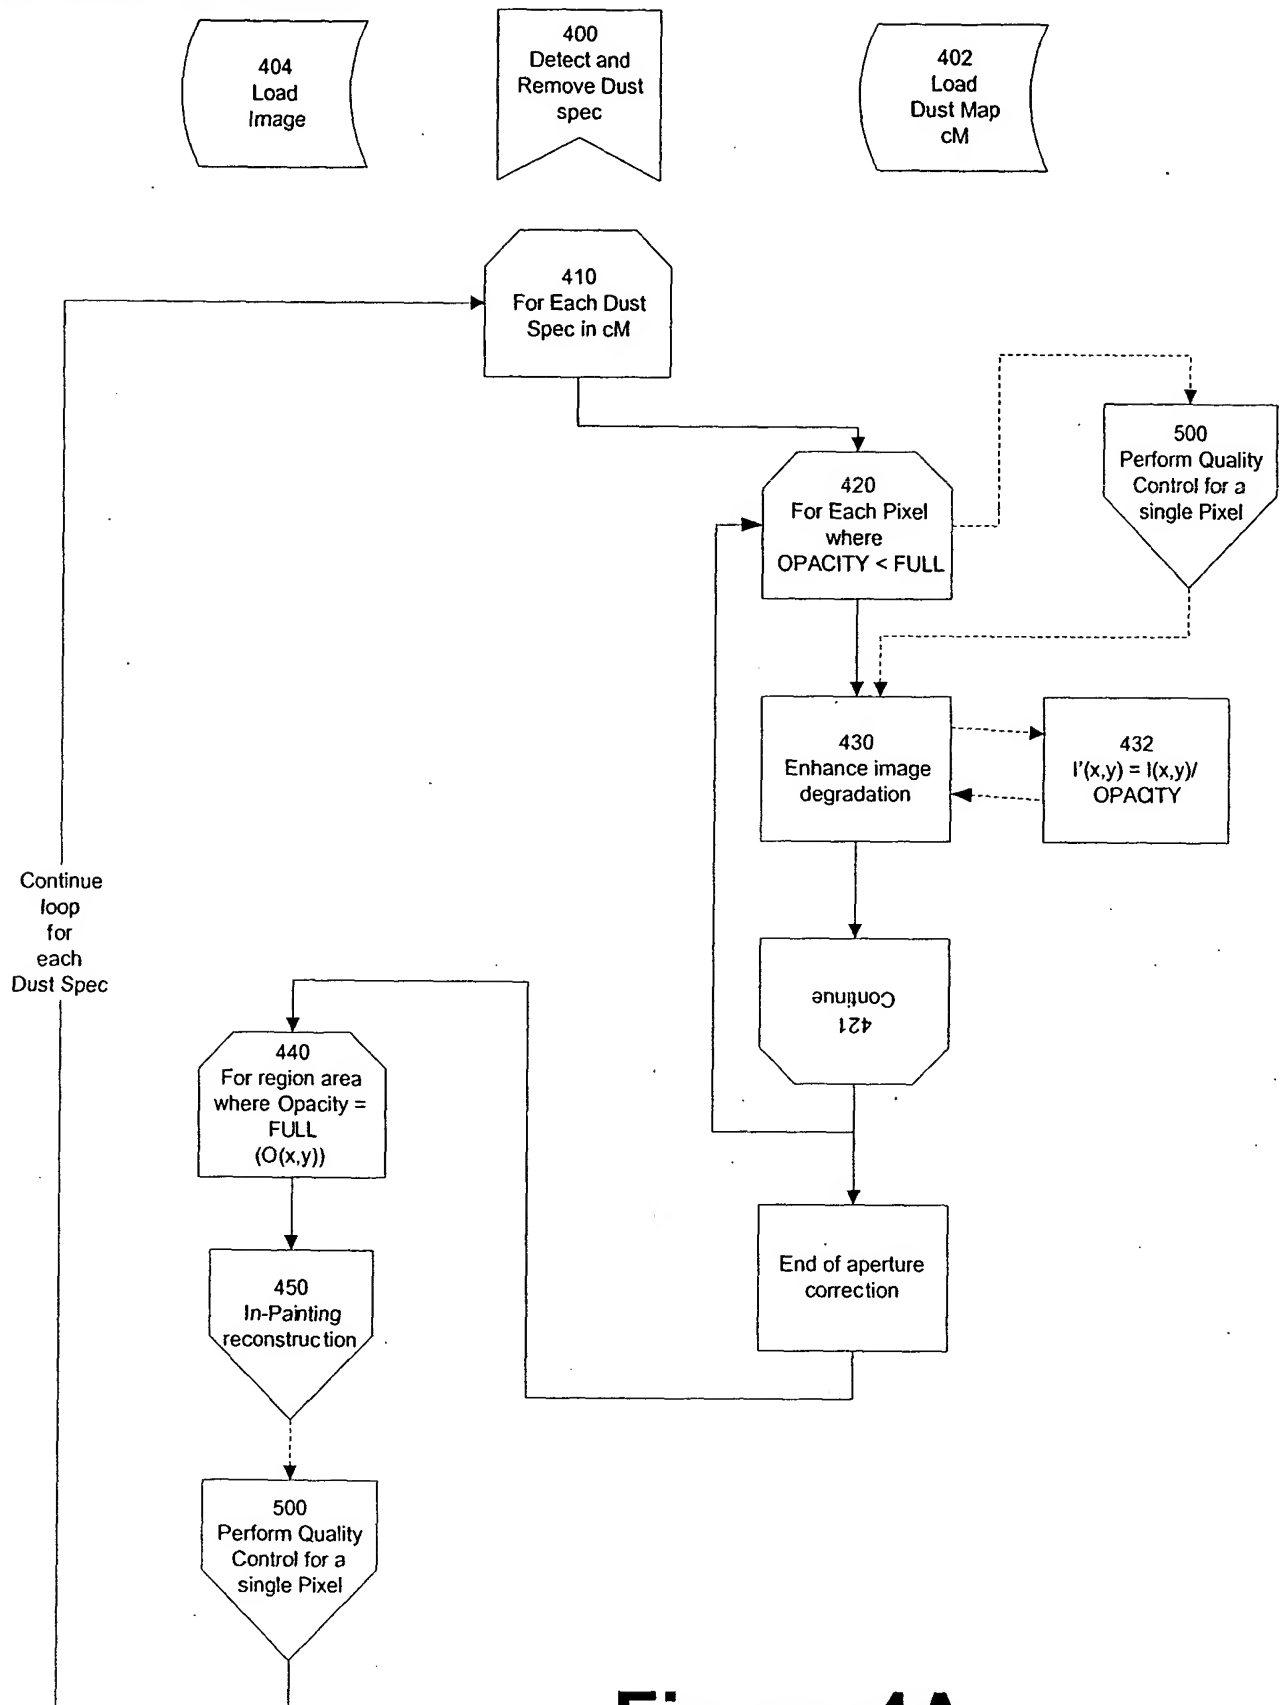 404
Load
Image
400
Detect and
Remove Dust
spec
402
Load
Dust Map
cM
410
For Each Dust
Spec in cM
500
Perform Quality
Control for a
single Pixel
420
For Each Pixel
where
OPACITY < FULL
430
Enhance image
degradation
432
I'(x,y) = I(x,y)/
OPACITY
Continue
loop
for
each
Dust Spec
421
Continue
440
For region area
where Opacity =
FULL
(O(x,y))
End of aperture
correction
450
In-Painting
reconstruction
500
Perform Quality
Control for a
single Pixel